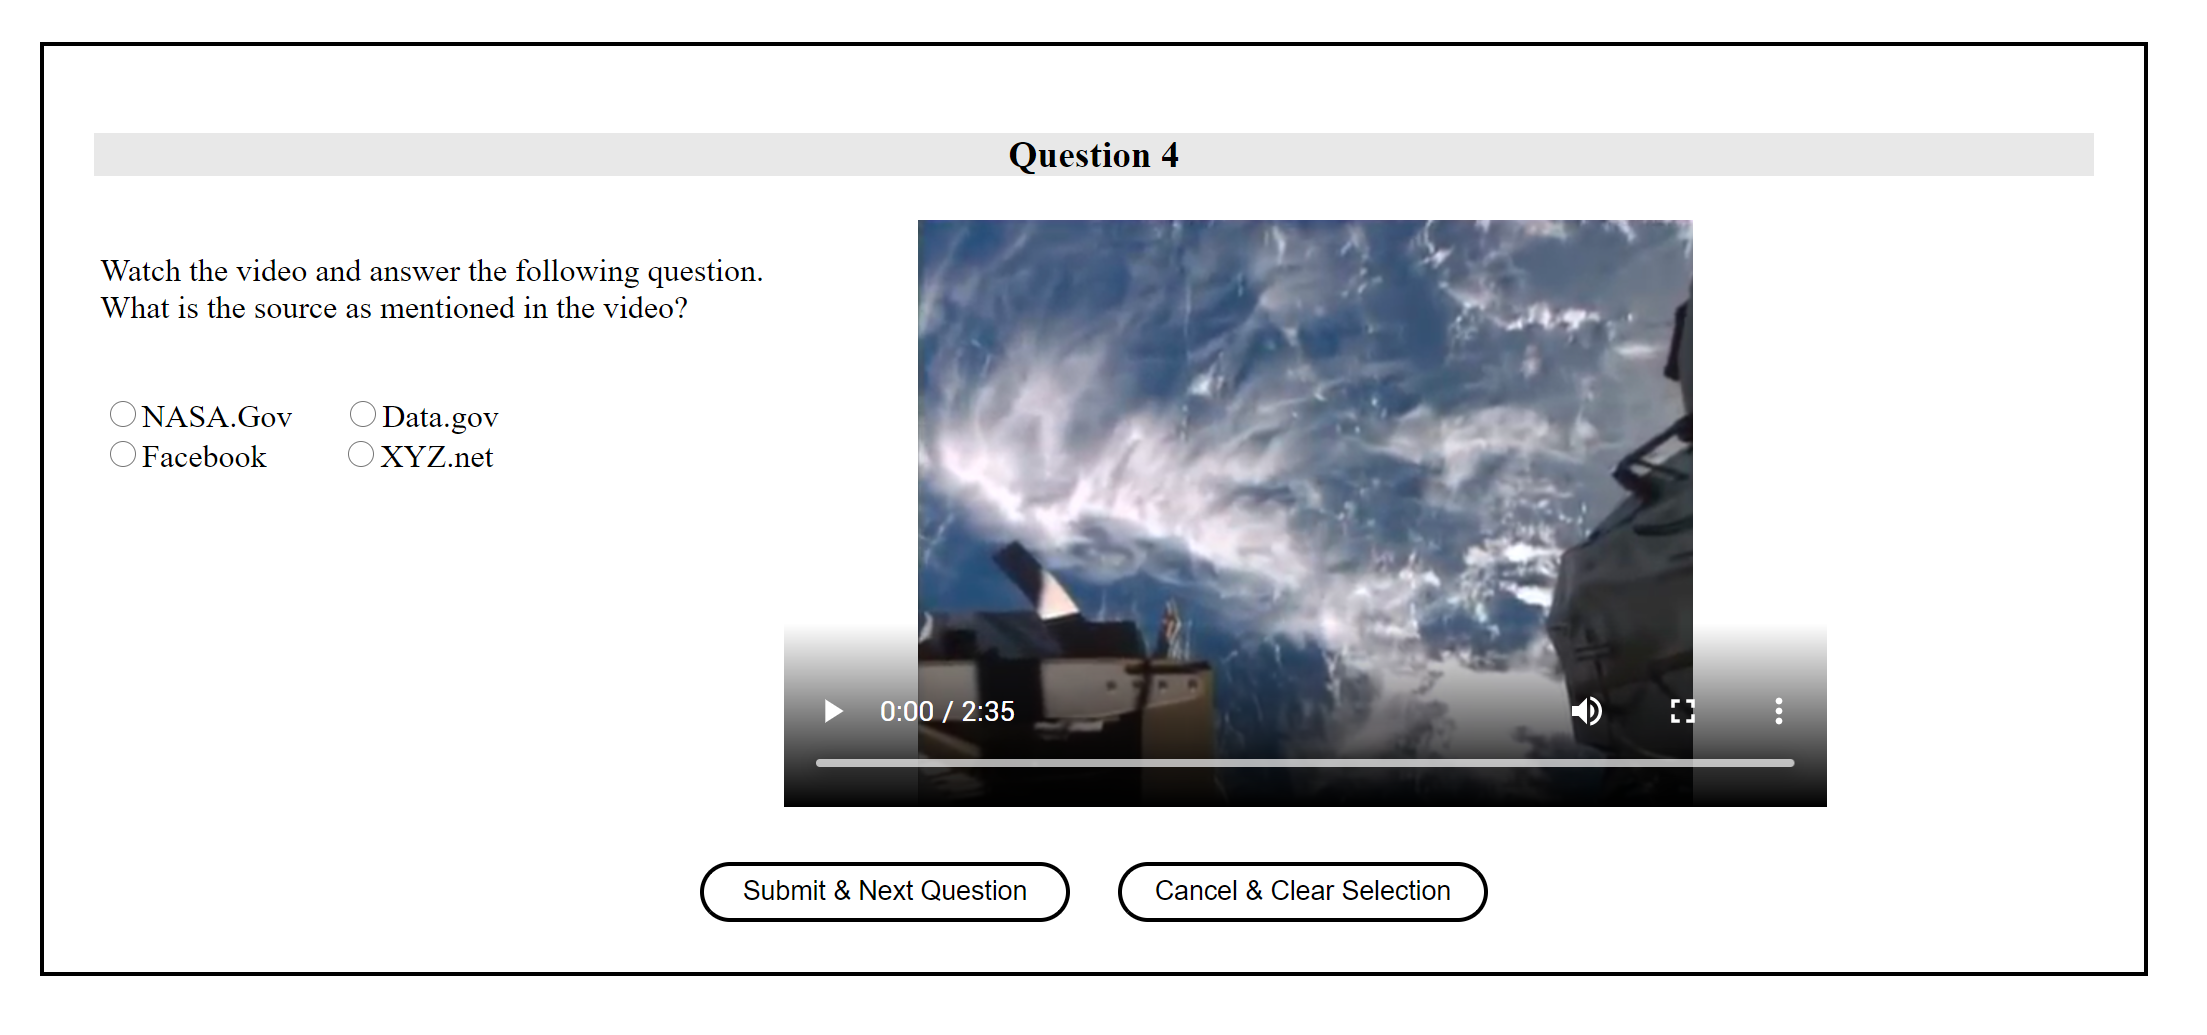 Question 4
Watch the video and answer the following question.
What is the source as mentioned in the video?
NASA.Gov
Data.gov
Facebook
XYZ.net
0:00 / 2:35
Submit & Next Question
Cancel & Clear Selection